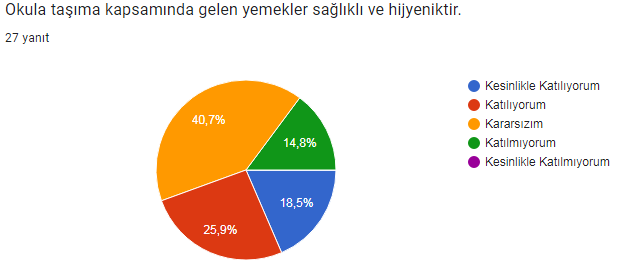 Okula taşıma kapsamında gelen yemekler sağlıklı ve hijyeniktir.
27 yanıt
Kesinlikle Katılıyorum
Katılıyorum
Kararsızım
Katılmıyorum
Kesinlikle Katılmıyorum
40,7%
14,8%
18,5%
25,9%